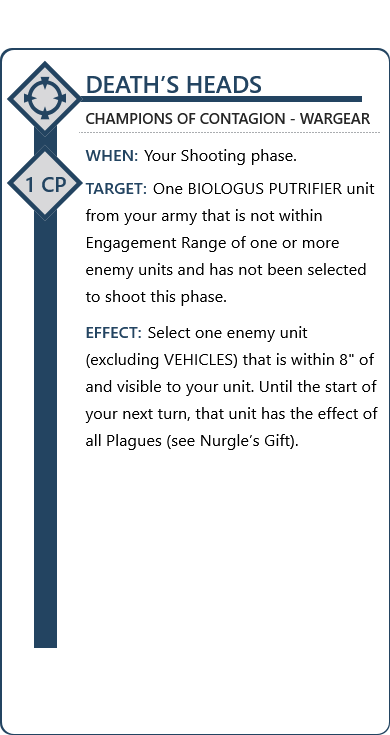 DEATH’S HEADS
CHAMPIONS OF CONTAGION - WARGEAR
1 CP
WHEN: Your Shooting phase.
TARGET: One BIOLOGUS PUTRIFIER unit
from your army that is not within
Engagement Range of one or more
enemy units and has not been selected
to shoot this phase.
EFFECT: Select one enemy unit
(excluding VEHICLES) that is within 8" of
and visible to your unit. Until the start of
your next turn, that unit has the effect of
all Plagues (see Nurgle’s Gift).